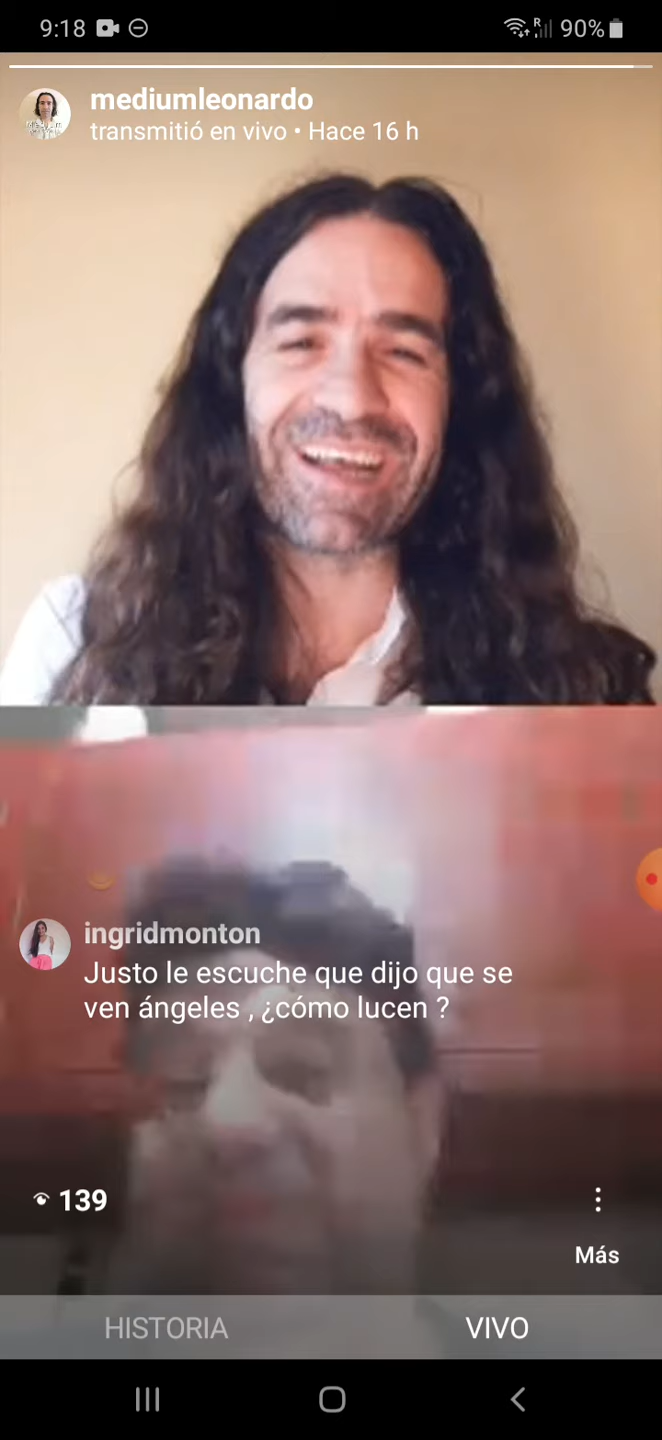 9:18
R
90%
mediumleonardo
transmitió en vivo • Hace 16 h
ingridmonton
Justo le escuche que dijo que se
ven ángeles , ¿cómo lucen ?
139
Más
HISTORIA
VIVO